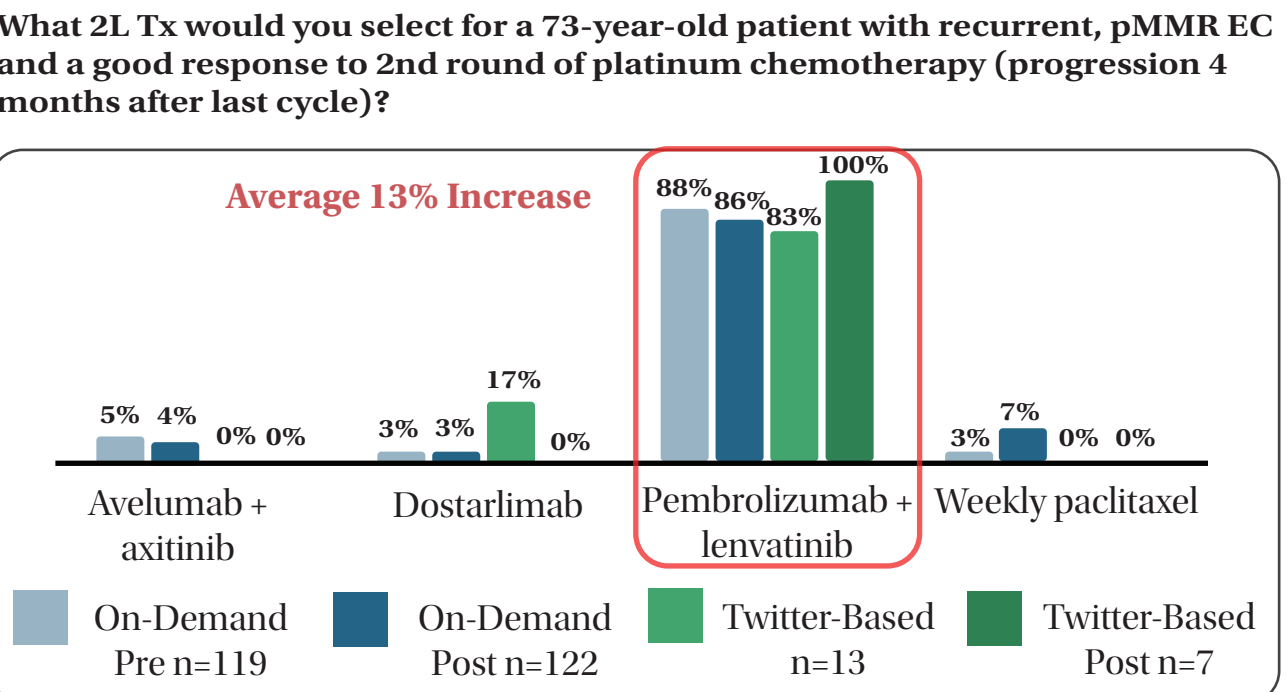 What 2L Tx would you select for a 73-year-old patient with recurrent, pMMR EC
and a good response to 2nd round of platinum chemotherapy (progression 4
months after last cycle)?
Average 13% Increase
5% 4% 0% 0%
3% 3% 17% 0%
88% 86% 83% 100%
3% 7% 0% 0%
Avelumab +
axitinib
Dostarlimab
Pembrolizumab +
lenvatinib
Weekly paclitaxel
On-Demand
Pre n=119
On-Demand
Post n=122
Twitter-Based
n=13
Twitter-Based
Post n=7